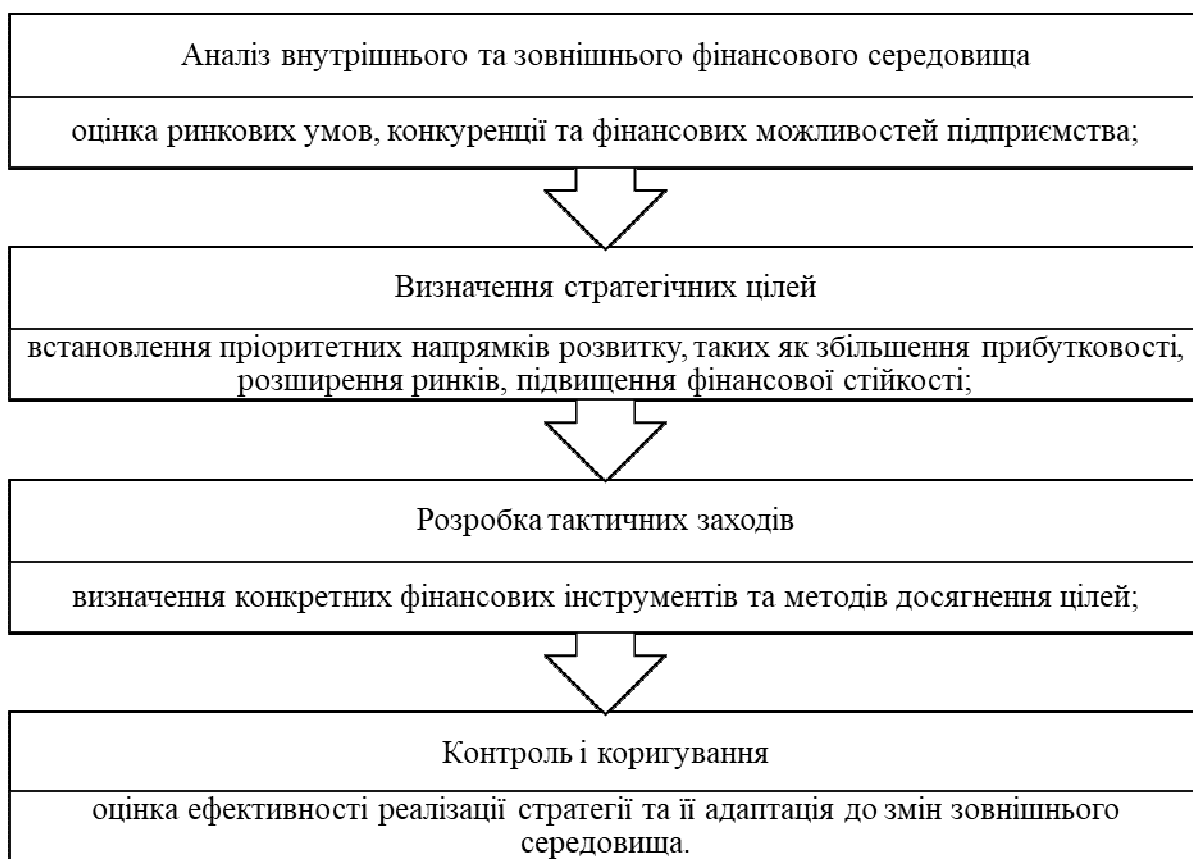 Аналіз внутрішнього та зовнішнього фінансового середовища
оцінка ринкових умов, конкуренції та фінансових можливостей підприємства;
Визначення стратегічних цілей
встановлення пріоритетних напрямків розвитку, таких як збільшення прибутковості,
розширення ринків, підвищення фінансової стійкості;
Розробка тактичних заходів
визначення конкретних фінансових інструментів та методів досягнення цілей;
Контроль і коригування
оцінка ефективності реалізації стратегії та її адаптація до змін зовнішнього
середовища.